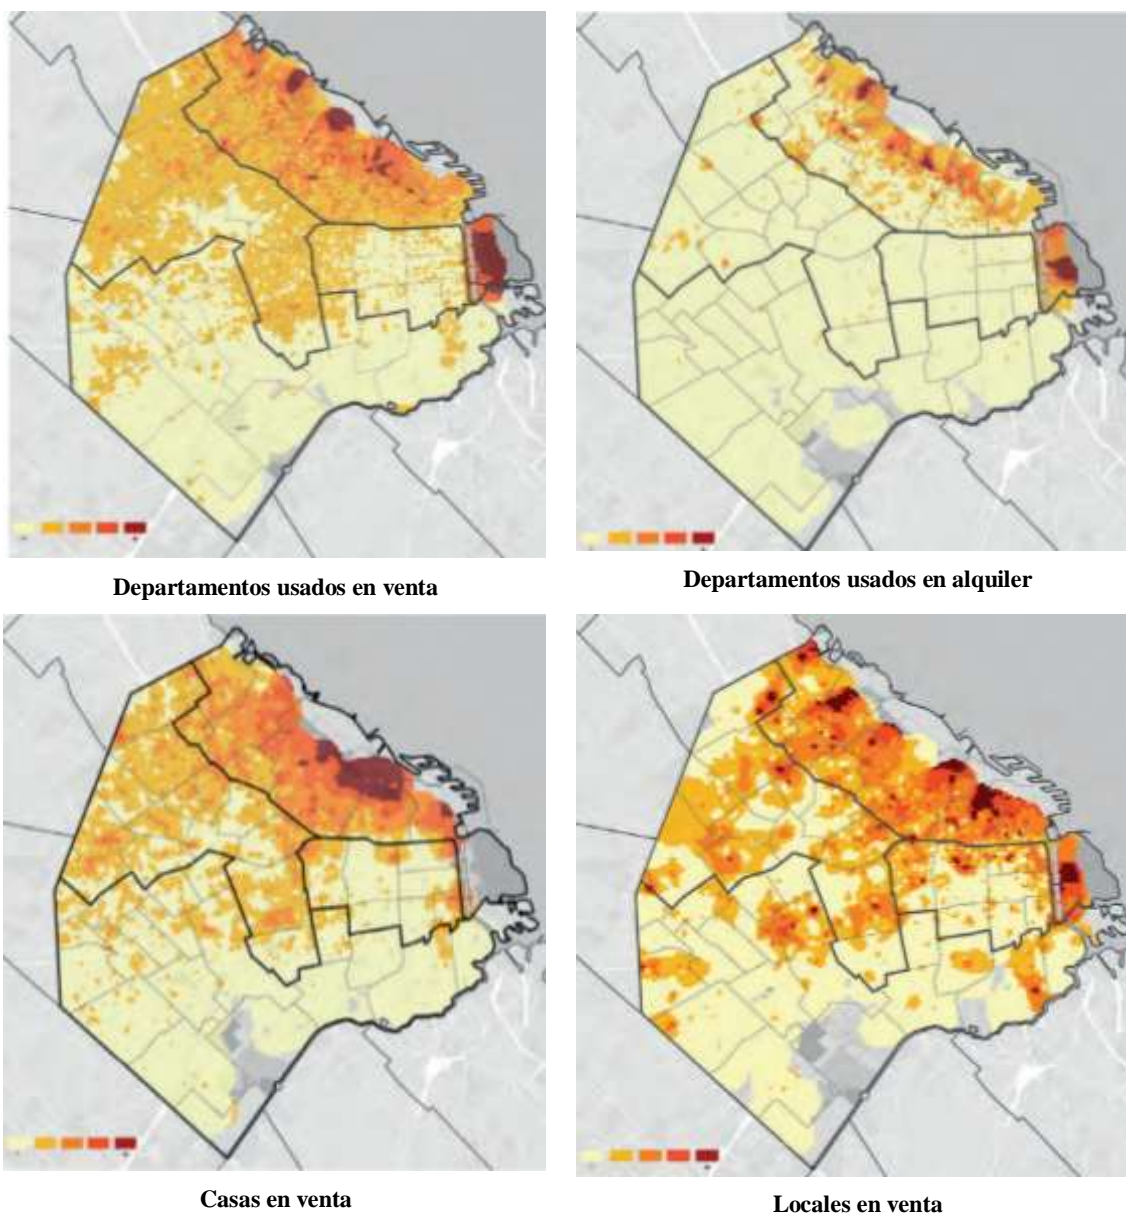 Departamentos usados en venta
Departamentos usados en alquiler
Casas en venta
Locales en venta